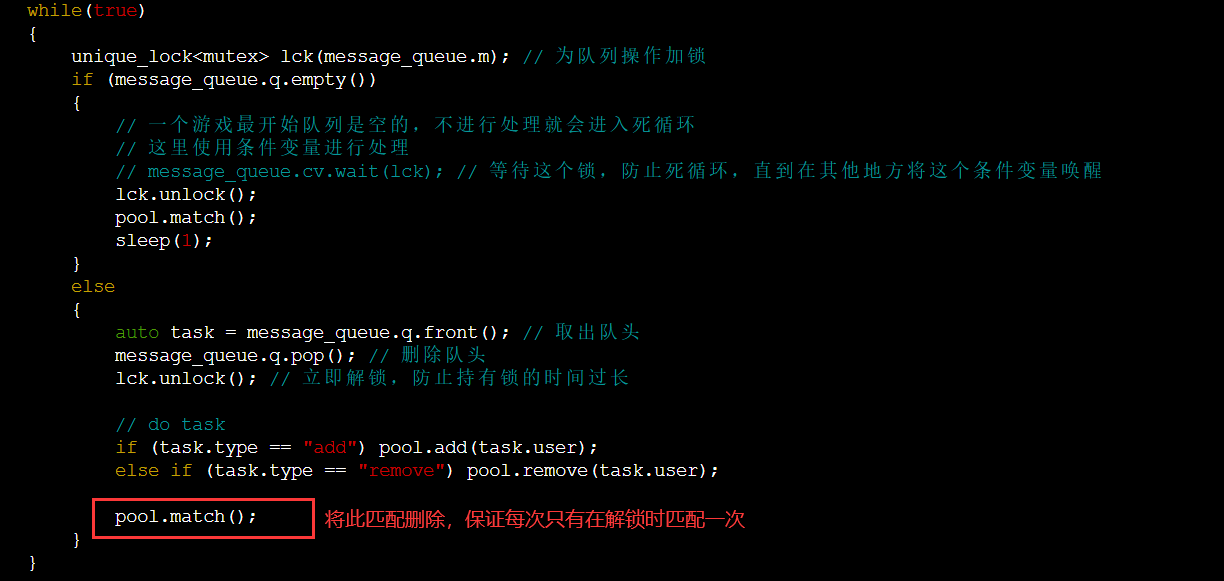 while(true)
{
unique_lock<mutex> lck(message_queue.m); // 为队列操作加锁
if (message_queue.q.empty())
{
// 一个游戏最开始队列是空的，不进行处理就会进入死循环
// 这里使用条件变量进行处理
// message_queue.cv.wait(lck); // 等待这个锁，防止死循环，直到在其他地方将这个条件变量唤醒
lck.unlock();
pool.match();
sleep(1);
}
else
{
auto task = message_queue.q.front(); // 取出队头
message_queue.q.pop(); // 删除队头
lck.unlock(); // 立即解锁，防止持有锁的时间过长
// do task
if (task.type == "add") pool.add(task.user);
else if (task.type == "remove") pool.remove(task.user);
pool.match(); 将此匹配删除，保证每次只有在解锁时匹配一次
}
}